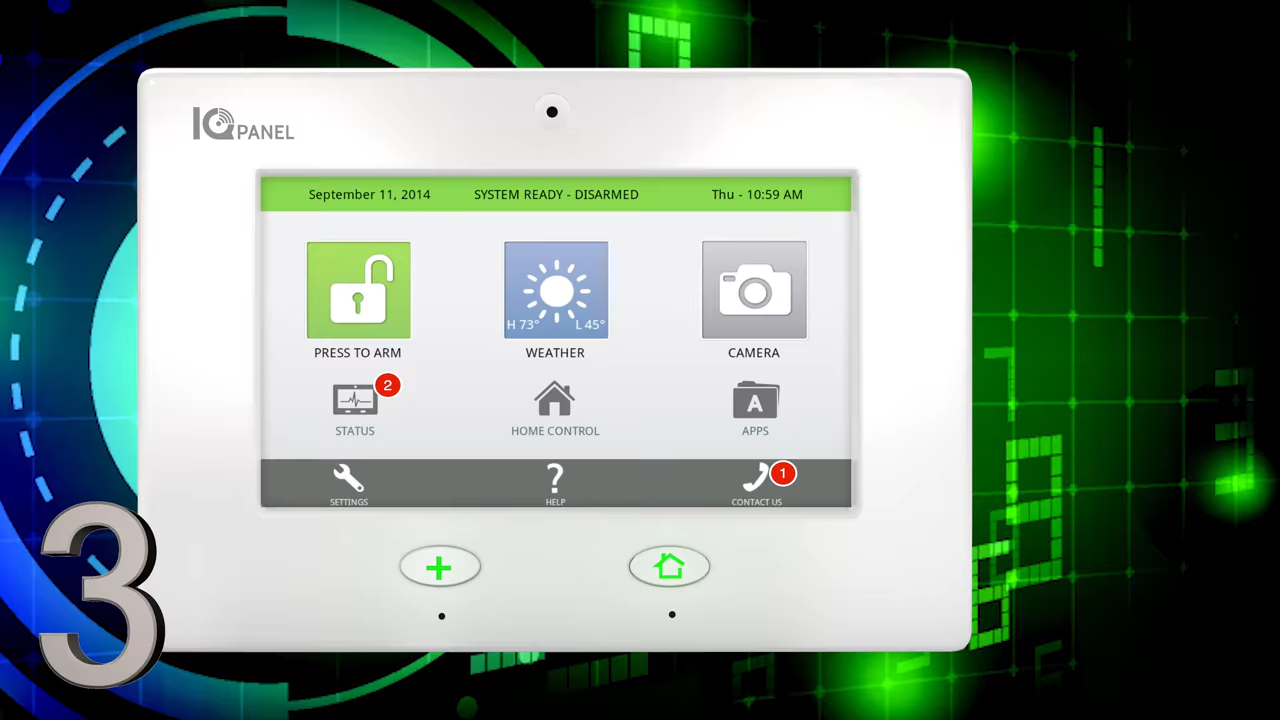 IQ PANEL
September 11, 2014 SYSTEM READY - DISARMED Thu - 10:59 AM
H 73° L 45°
PRESS TO ARM WEATHER CAMERA
2
A
STATUS HOME CONTROL APPS
? 1
SETTINGS HELP CONTACT US
3